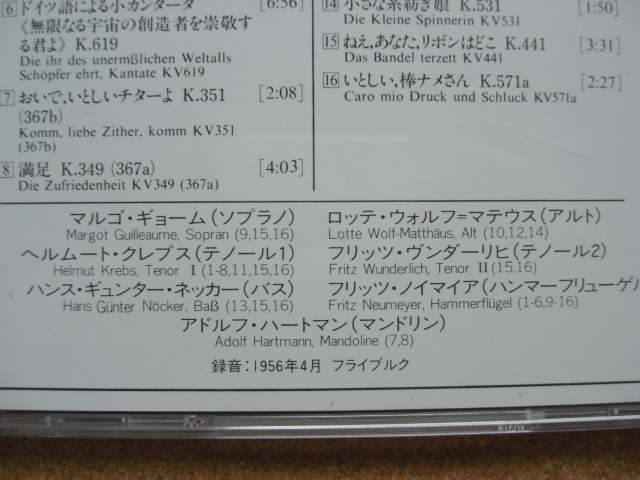 6 ドイツ語による小カンタータ [6:56]
《無限なる宇宙の創造者を崇敬す
る君よ》 K.619
Die ihr des unermßlichen Weltalls
Schöpfer ehrt, Kantate KV619
7 おいで,いとしいチターよ K.351 [2:08]
(367b)
Komm, liebe Zither, komm KV351
(367b)
8 満足 K.349 (367a) [4:03]
Die Zufriedenheit KV349 (367a)
14 小さな糸紡ぎ娘 K.531 [1:50]
Die Kleine Spinnerin KV531
15 ねえ,あなた,リボンはどこ K.441 [3:31]
Das Bandel terzett KV441
16 いとしい,棒ナメさん K.571a [2:27]
Caro mio Druck und Schluck KV571a
マルゴ・ギョーム(ソプラノ)
Margot Guilleaume, Sopran (9,15,16)
ヘルムート・クレプス(テノール1)
Helmut Krebs, Tenor I (1-8,11,15,16)
ハンス・ギュンター・ネッカー(バス)
Hans Günter Nöcker, Baß (13,15,16)
ロッテ・ウォルフ=マテウス(アルト)
Lotte Wolf-Matthäus, Alt (10,12,14)
フリッツ・ヴンダーリヒ(テノール2)
Fritz Wunderlich, Tenor II (15,16)
フリッツ・ノイマイア(ハンマーフリューゲル
Fritz Neumeyer, Hammerflügel (1-6,9-16)
アドルフ・ハートマン(マンドリン)
Adolf Hartmann, Mandoline (7,8)
録音:1956年4月 フライブルク